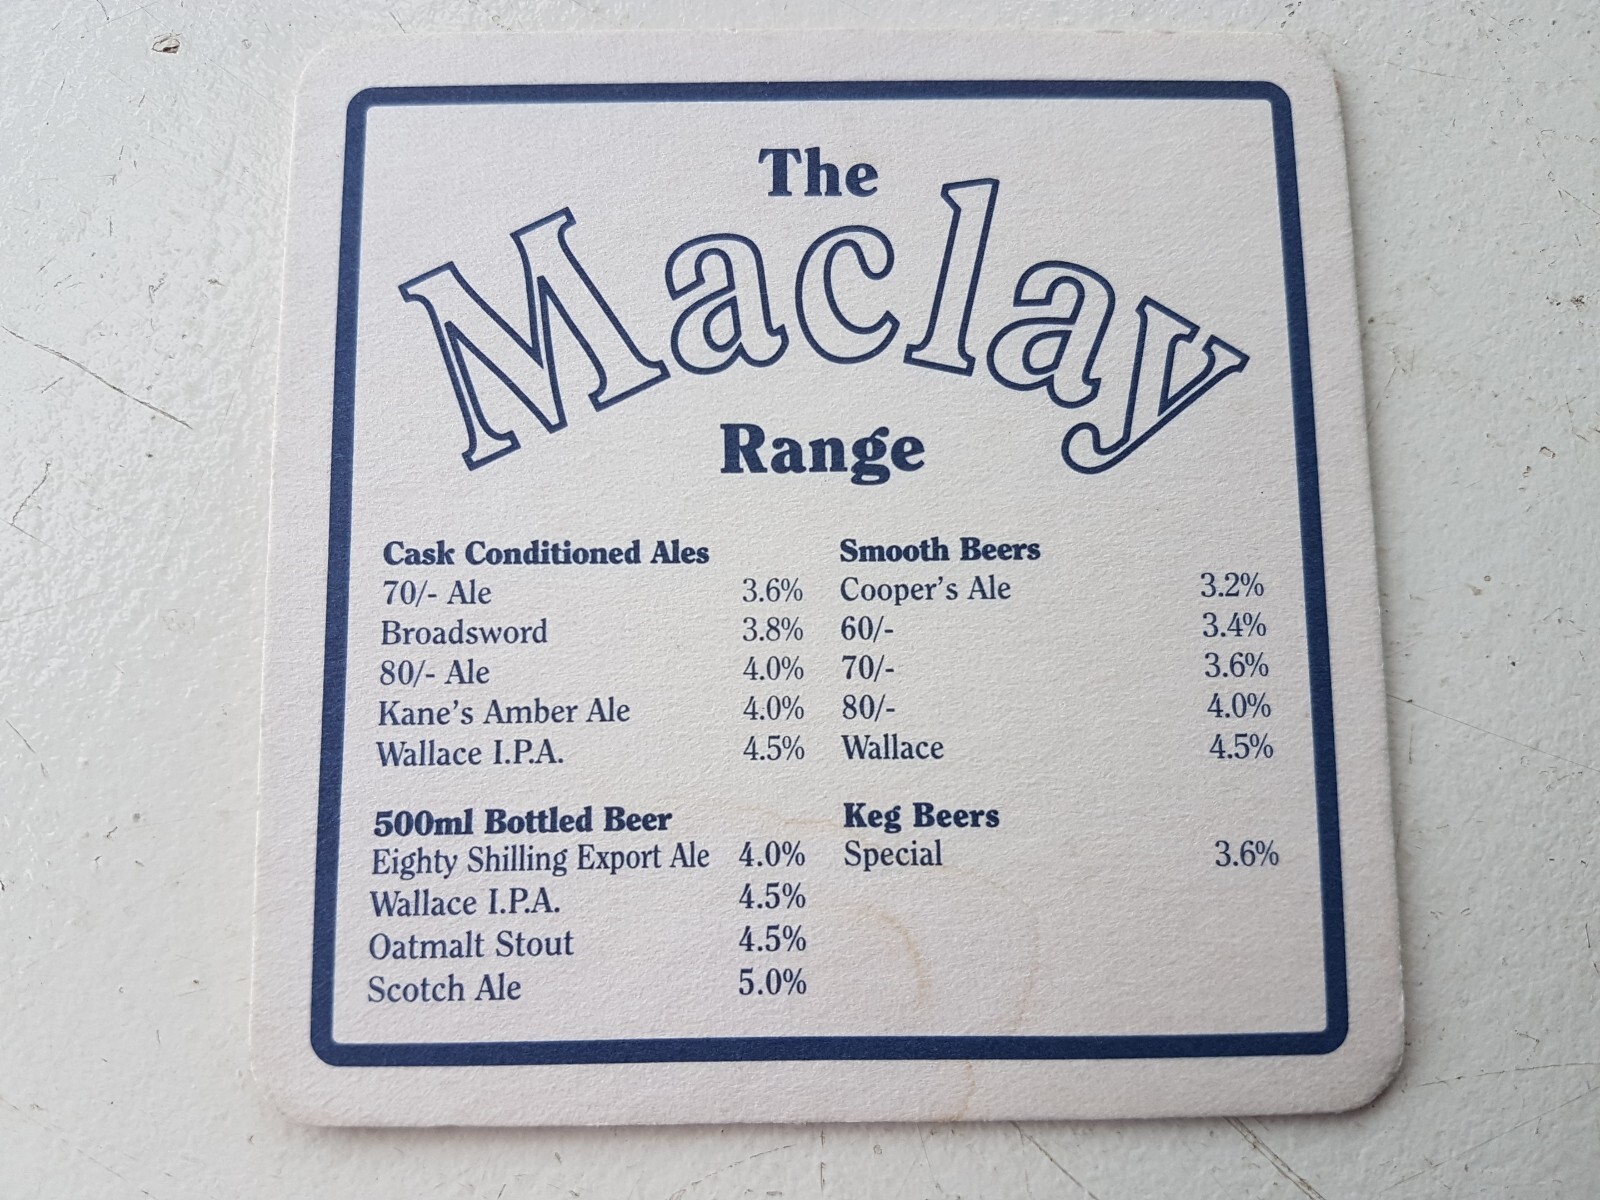 The
Maclay
Range
Cask Conditioned Ales
70/- Ale 3.6%
Broadsword 3.8%
80/- Ale 4.0%
Kane's Amber Ale 4.0%
Wallace I.P.A. 4.5%
500ml Bottled Beer
Eighty Shilling Export Ale 4.0%
Wallace I.P.A. 4.5%
Oatmalt Stout 4.5%
Scotch Ale 5.0%
Smooth Beers
Cooper's Ale 3.2%
60/- 3.4%
70/- 3.6%
80/- 4.0%
Wallace 4.5%
Keg Beers
Special 3.6%